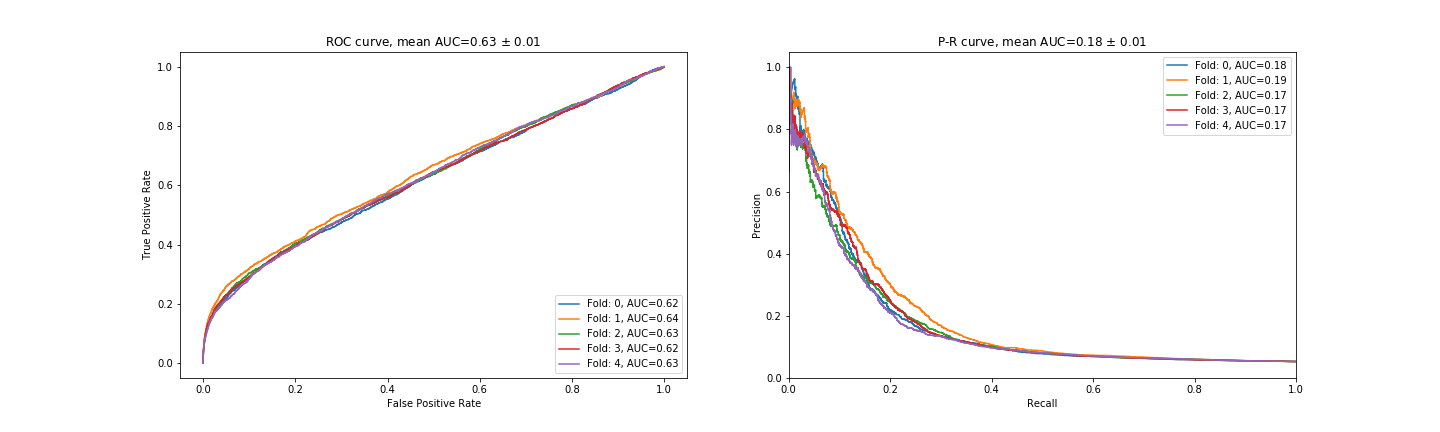 ROC curve, mean AUC=0.63 ± 0.01
True Positive Rate
1.0
0.8
0.6
0.4
0.2
0.0
Fold: 0, AUC=0.62
Fold: 1, AUC=0.64
Fold: 2, AUC=0.63
Fold: 3, AUC=0.62
Fold: 4, AUC=0.63
0.0 0.2 0.4 0.6 0.8 1.0
False Positive Rate
P-R curve, mean AUC=0.18 ± 0.01
Precision
1.0
0.8
0.6
0.4
0.2
0.0
Fold: 0, AUC=0.18
Fold: 1, AUC=0.19
Fold: 2, AUC=0.17
Fold: 3, AUC=0.17
Fold: 4, AUC=0.17
0.0 0.2 0.4 0.6 0.8 1.0
Recall